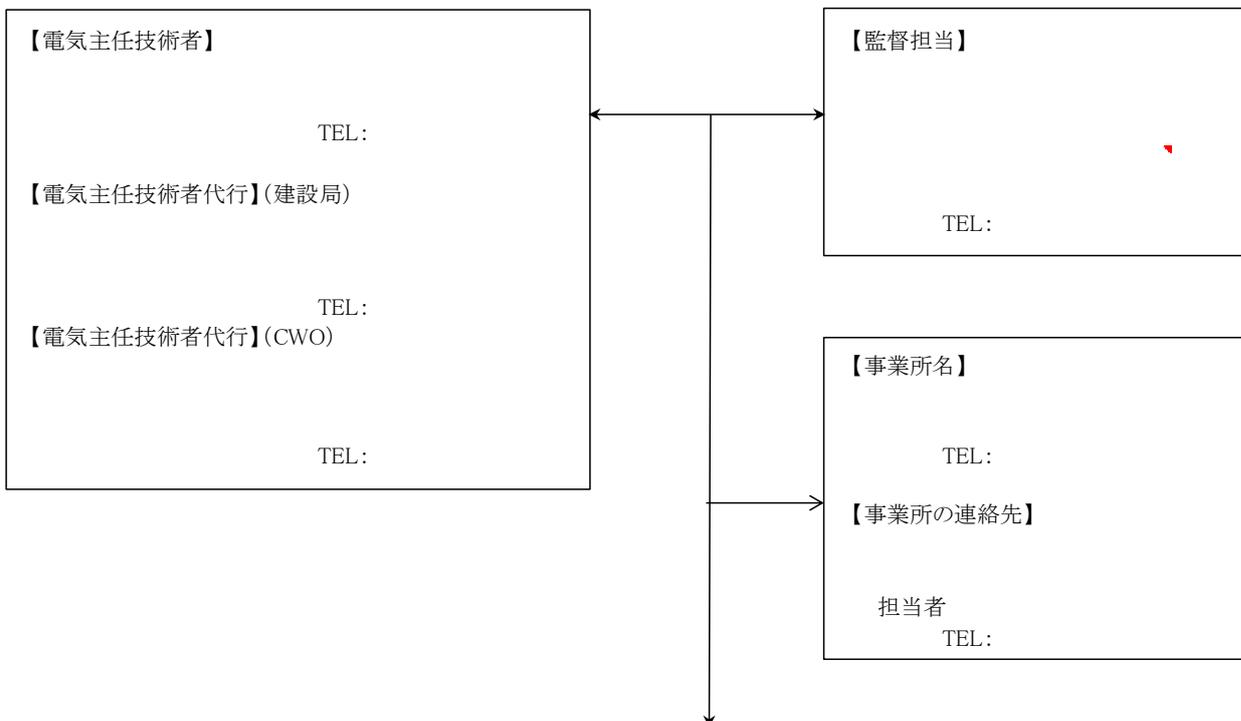 【電気主任技術者】
TEL:
【電気主任技術者代行】(建設局)
TEL:
【電気主任技術者代行】(CWO)
TEL:
【監督担当】
TEL:
【事業所名】
TEL:
【事業所の連絡先】
担当者
TEL: